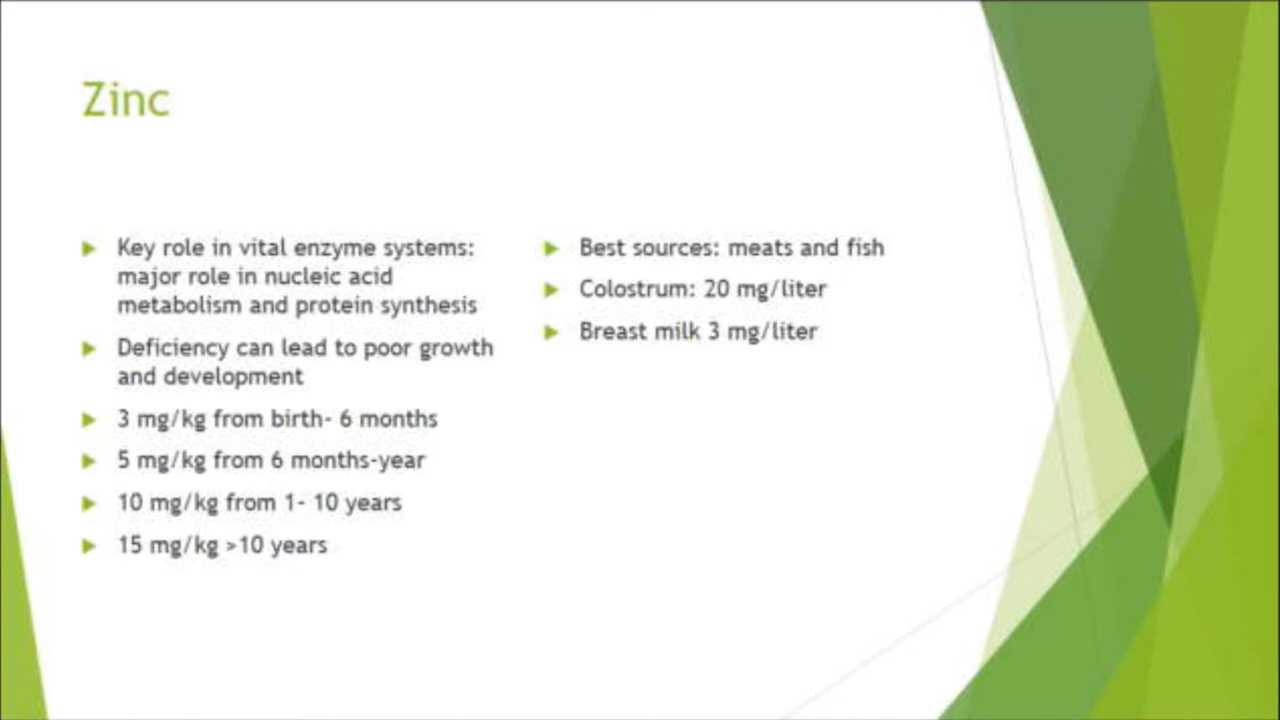 Zinc
Key role in vital enzyme systems:
major role in nucleic acid
metabolism and protein synthesis
Deficiency can lead to poor growth
and development
3 mg/kg from birth- 6 months
5 mg/kg from 6 months-year
10 mg/kg from 1- 10 years
15 mg/kg >10 years
Best sources: meats and fish
Colostrum: 20 mg/liter
Breast milk 3 mg/liter